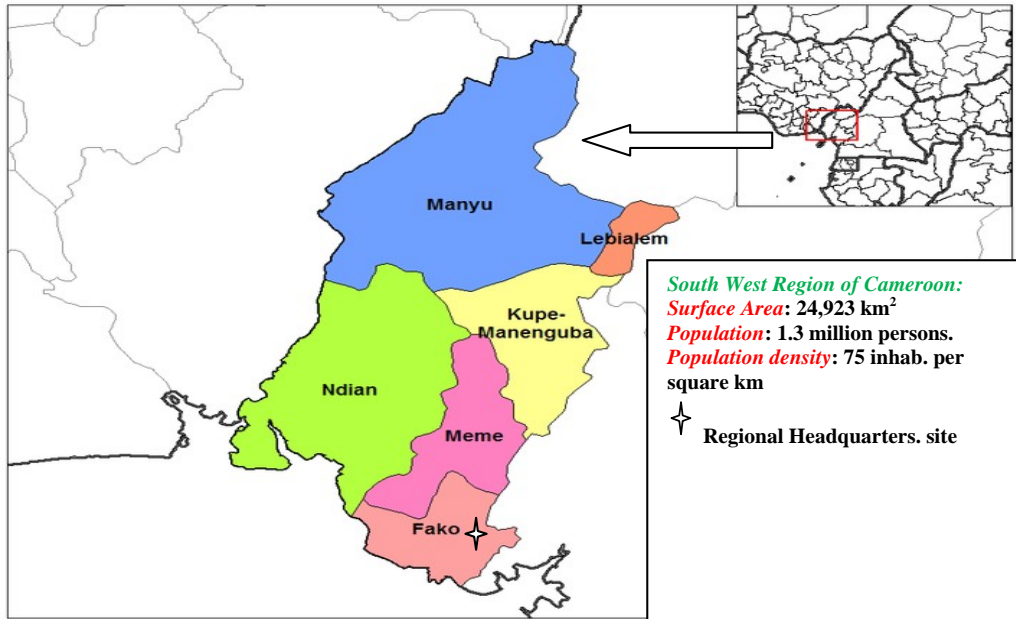 Manyu
Lebialem
Kupe-
Manenguba
Ndian
Meme
Fako
South West Region of Cameroon:
Surface Area: 24,923 km²
Population: 1.3 million persons.
Population density: 75 inhab. per
square km
Regional Headquarters. site